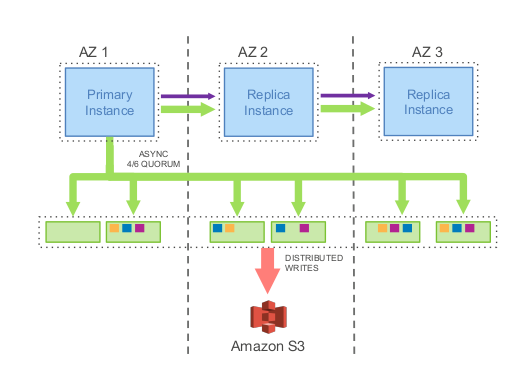 AZ 1
AZ 2
AZ 3
Primary
Instance
Replica
Instance
Replica
Instance
ASYNC
4/6 QUORUM
DISTRIBUTED
WRITES
Amazon S3